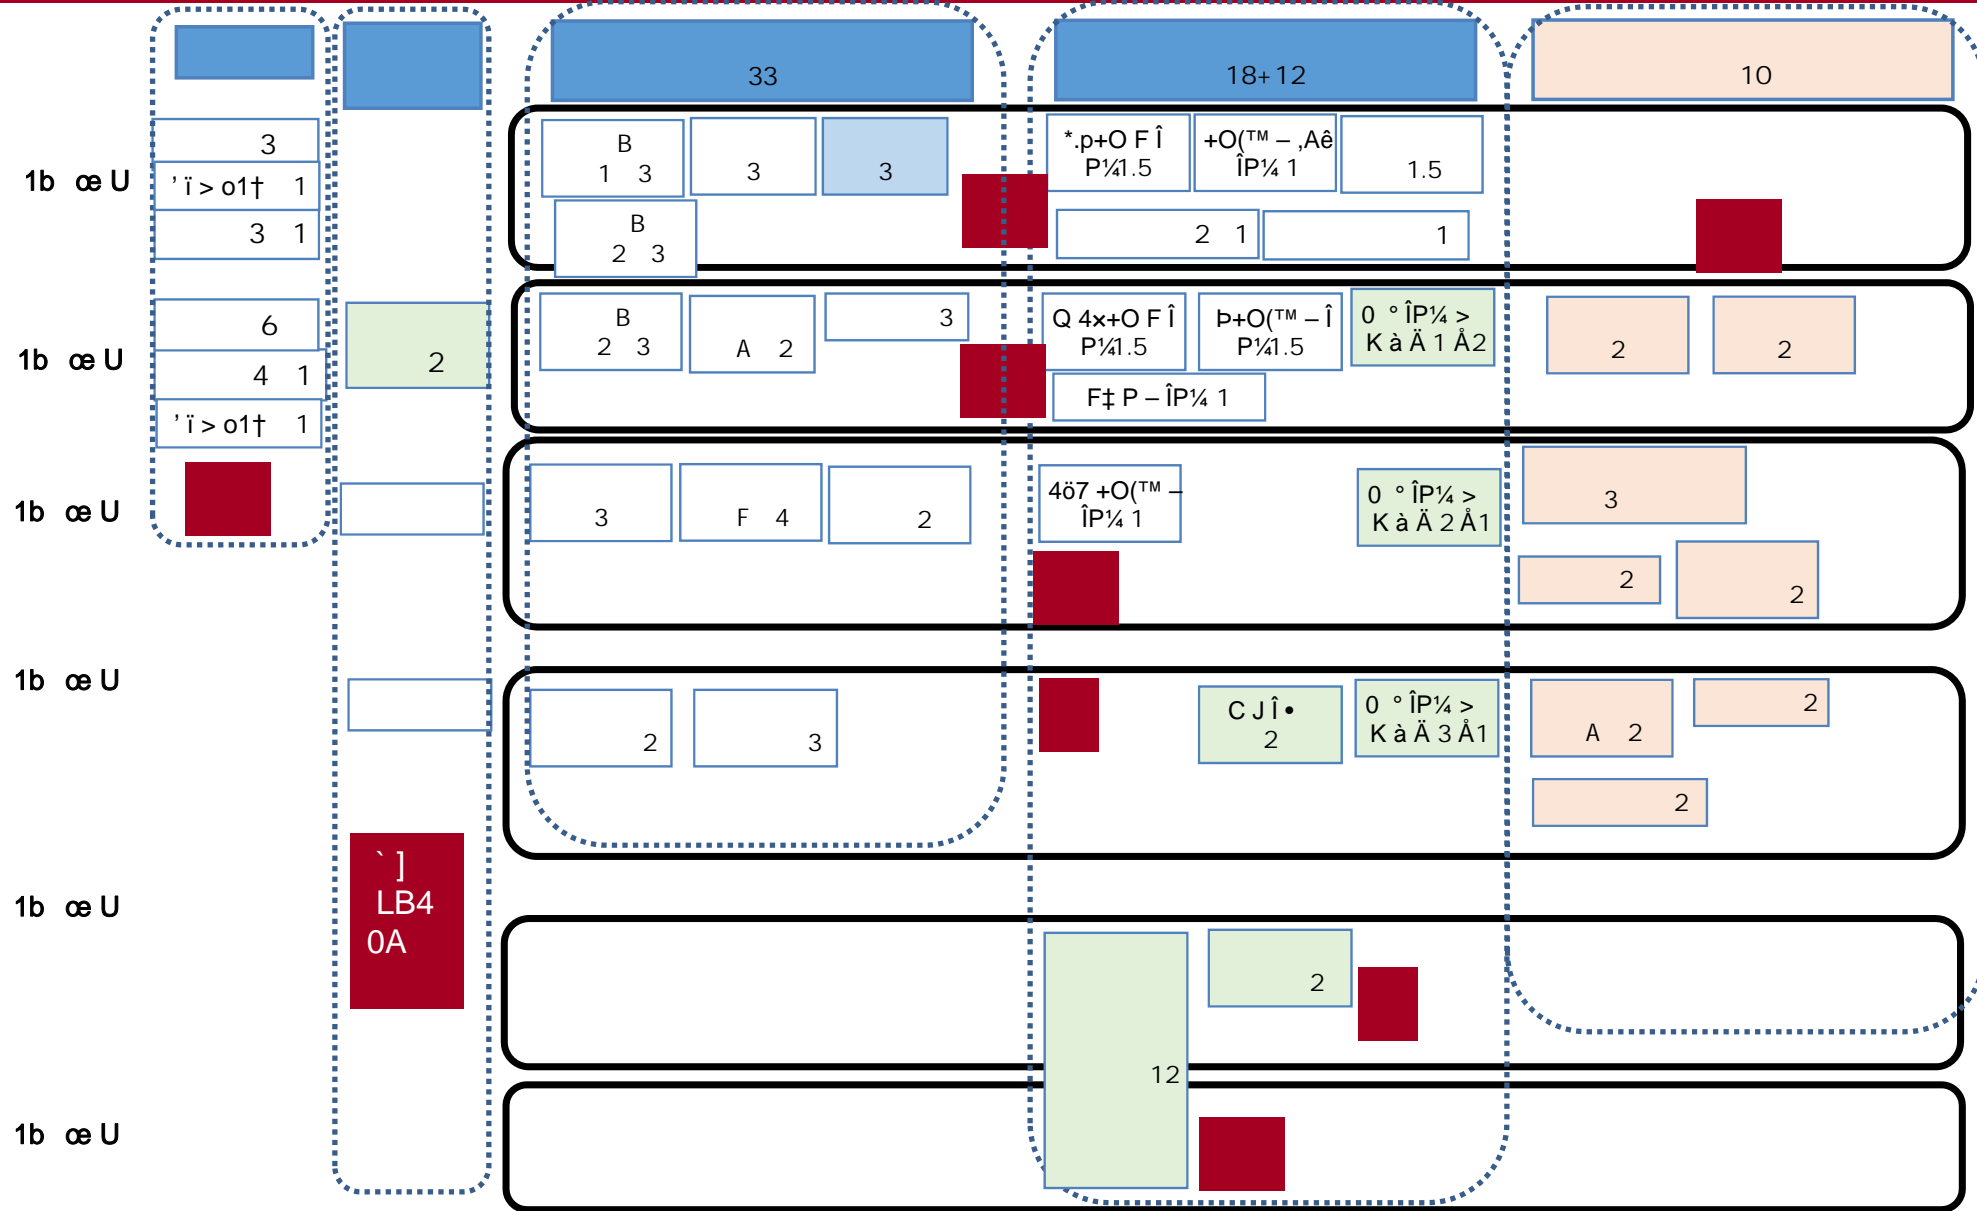 33
18+12
10
1b œ U
3
’ ï > o1† 1
3 1
B
1 3
3
3
B
2 3
*.p+O F Î
P¼1.5
+O(™ – ,Aê
ÎP¼ 1
1.5
2 1
1
1b œ U
6
4 1
’ ï > o1† 1
2
B
2 3
A 2
3
Q 4×+O F Î
P¼1.5
Þ+O(™ – Î
P¼1.5
0 ° ÎP¼ >
K à Ä 1 Å2
F‡ P – ÎP¼ 1
2
2
1b œ U
3
F 4
2
4ö7 +O(™ –
ÎP¼ 1
0 ° ÎP¼ >
K à Ä 2 Å1
3
2
2
1b œ U
2
3
C J Î •
2
0 ° ÎP¼ >
K à Ä 3 Å1
A 2
2
2
1b œ U
` ]
LB4
0A
2
12
1b œ U